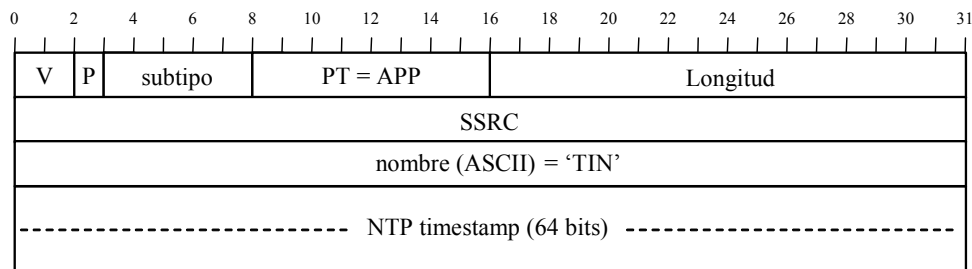 0 2 4 6 8 10 12 14 16 18 20 22 24 26 28 30 31
V P subtipo PT = APP Longitud
SSRC
nombre (ASCII) = ‘TIN’
NTP timestamp (64 bits)